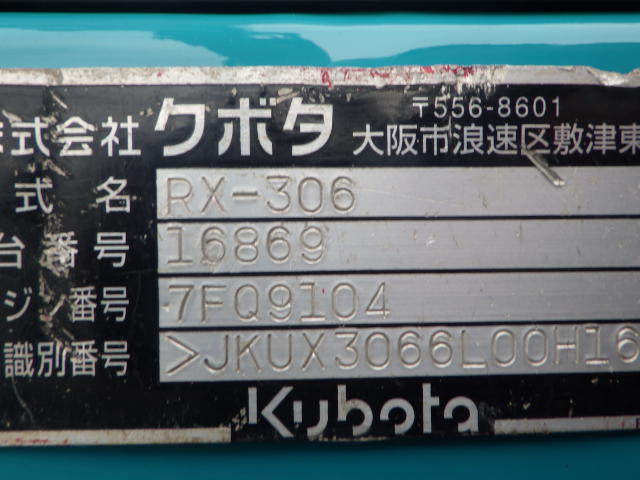 株式会社 クボタ 〒556-8601
大阪市浪速区敷津東
式名 RX-306
台番号 16869
ジン番号 7FQ9104
識別番号 >JKUX3066L00H16
Kubota